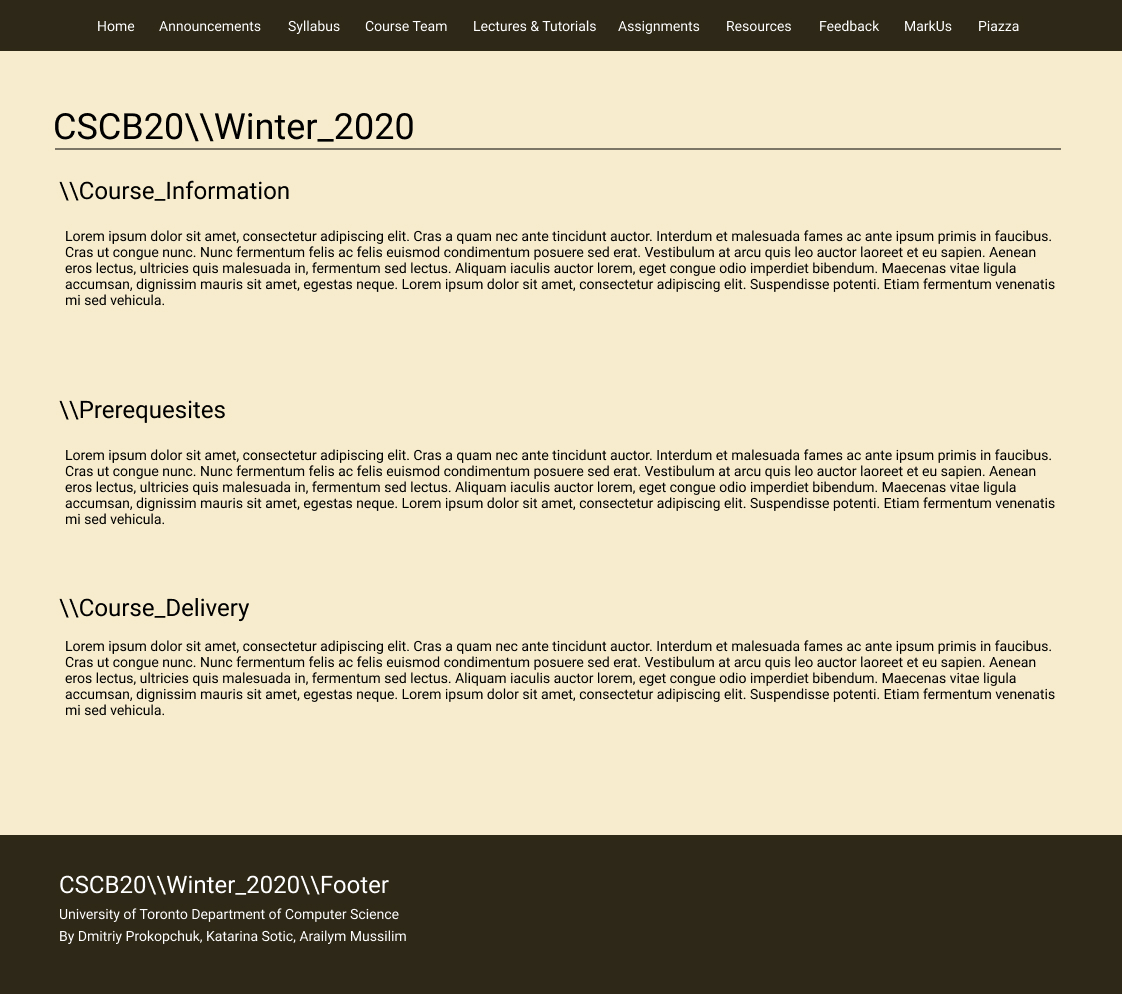 Home Announcements Syllabus Course Team Lectures & Tutorials Assignments Resources Feedback MarkUs Piazza
CSCB20\\Winter_2020
\\Course_Information
Lorem ipsum dolor sit amet, consectetur adipiscing elit. Cras a quam nec ante tincidunt auctor. Interdum et malesuada fames ac ante ipsum primis in faucibus.
Cras ut congue nunc. Nunc fermentum felis ac felis euismod condimentum posuere sed erat. Vestibulum at arcu quis leo auctor laoreet et eu sapien. Aenean
eros lectus, ultricies quis malesuada in, fermentum sed lectus. Aliquam iaculis auctor lorem, eget congue odio imperdiet bibendum. Maecenas vitae ligula
accumsan, dignissim mauris sit amet, egestas neque. Lorem ipsum dolor sit amet, consectetur adipiscing elit. Suspendisse potenti. Etiam fermentum venenatis
mi sed vehicula.
\\Prerequesites
Lorem ipsum dolor sit amet, consectetur adipiscing elit. Cras a quam nec ante tincidunt auctor. Interdum et malesuada fames ac ante ipsum primis in faucibus.
Cras ut congue nunc. Nunc fermentum felis ac felis euismod condimentum posuere sed erat. Vestibulum at arcu quis leo auctor laoreet et eu sapien. Aenean
eros lectus, ultricies quis malesuada in, fermentum sed lectus. Aliquam iaculis auctor lorem, eget congue odio imperdiet bibendum. Maecenas vitae ligula
accumsan, dignissim mauris sit amet, egestas neque. Lorem ipsum dolor sit amet, consectetur adipiscing elit. Suspendisse potenti. Etiam fermentum venenatis
mi sed vehicula.
\\Course_Delivery
Lorem ipsum dolor sit amet, consectetur adipiscing elit. Cras a quam nec ante tincidunt auctor. Interdum et malesuada fames ac ante ipsum primis in faucibus.
Cras ut congue nunc. Nunc fermentum felis ac felis euismod condimentum posuere sed erat. Vestibulum at arcu quis leo auctor laoreet et eu sapien. Aenean
eros lectus, ultricies quis malesuada in, fermentum sed lectus. Aliquam iaculis auctor lorem, eget congue odio imperdiet bibendum. Maecenas vitae ligula
accumsan, dignissim mauris sit amet, egestas neque. Lorem ipsum dolor sit amet, consectetur adipiscing elit. Suspendisse potenti. Etiam fermentum venenatis
mi sed vehicula.
CSCB20\\Winter_2020\\Footer
University of Toronto Department of Computer Science
By Dmitriy Prokopchuk, Katarina Sotic, Arailym Mussilim